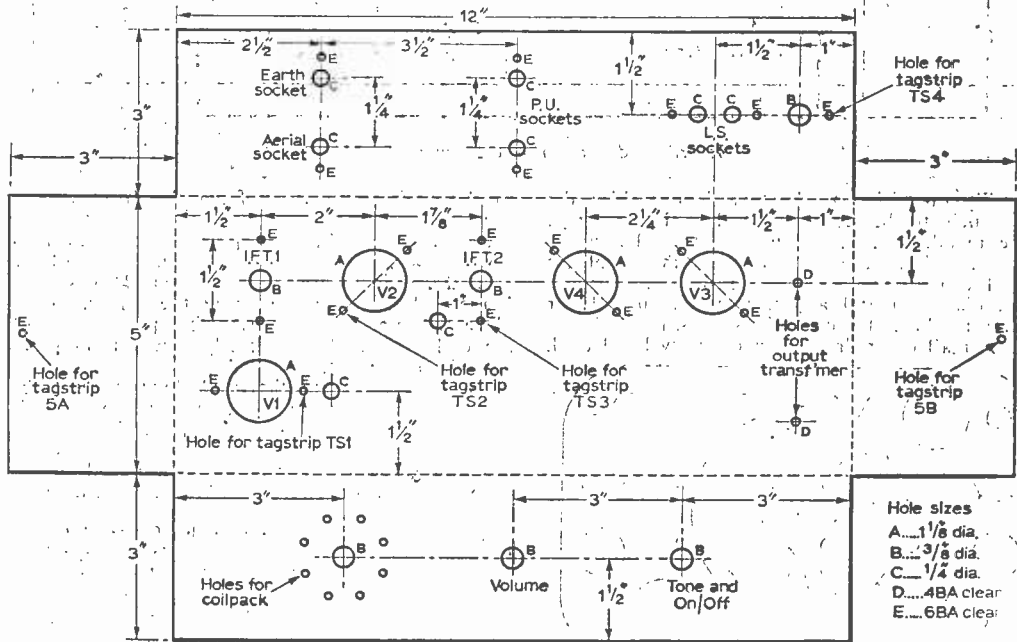 12"
2½"
3½"
1½"
1"
1½"
E
E
Earth
socket
C
C
1¼"
1¼"
P.U.
sockets
Hole for
tagstrip
TS4
E
C
C
E
B
E
L.S.
sockets
3"
Aerial
socket
C
C
E
E
3"
3"
1½"
2"
1⅞"
2¼"
1½"
1"
1½"
E
E
E
E
E
I.F.T.1
A
I.F.T.2
A
A
1½"
B
V2
B
V4
V3
D
E
1"
E
E
E
C
E
E
E
5"
Holes
for
output
transf'mer
Hole for
tagstrip
5A
Hole for
tagstrip
TS2
Hole for
tagstrip
TS3
Hole for
tagstrip
5B
A
E
V1
E
C
1½"
D
Hole for tagstrip TS1
3"
3"
3"
3"
B
B
B
Holes for
coilpack
Volume
Tone and
On/Off
1½"
Hole sizes
A....1⅛" dia.
B....⅜" dia.
C....¼" dia.
D.....4BA clear
E....6BA clear